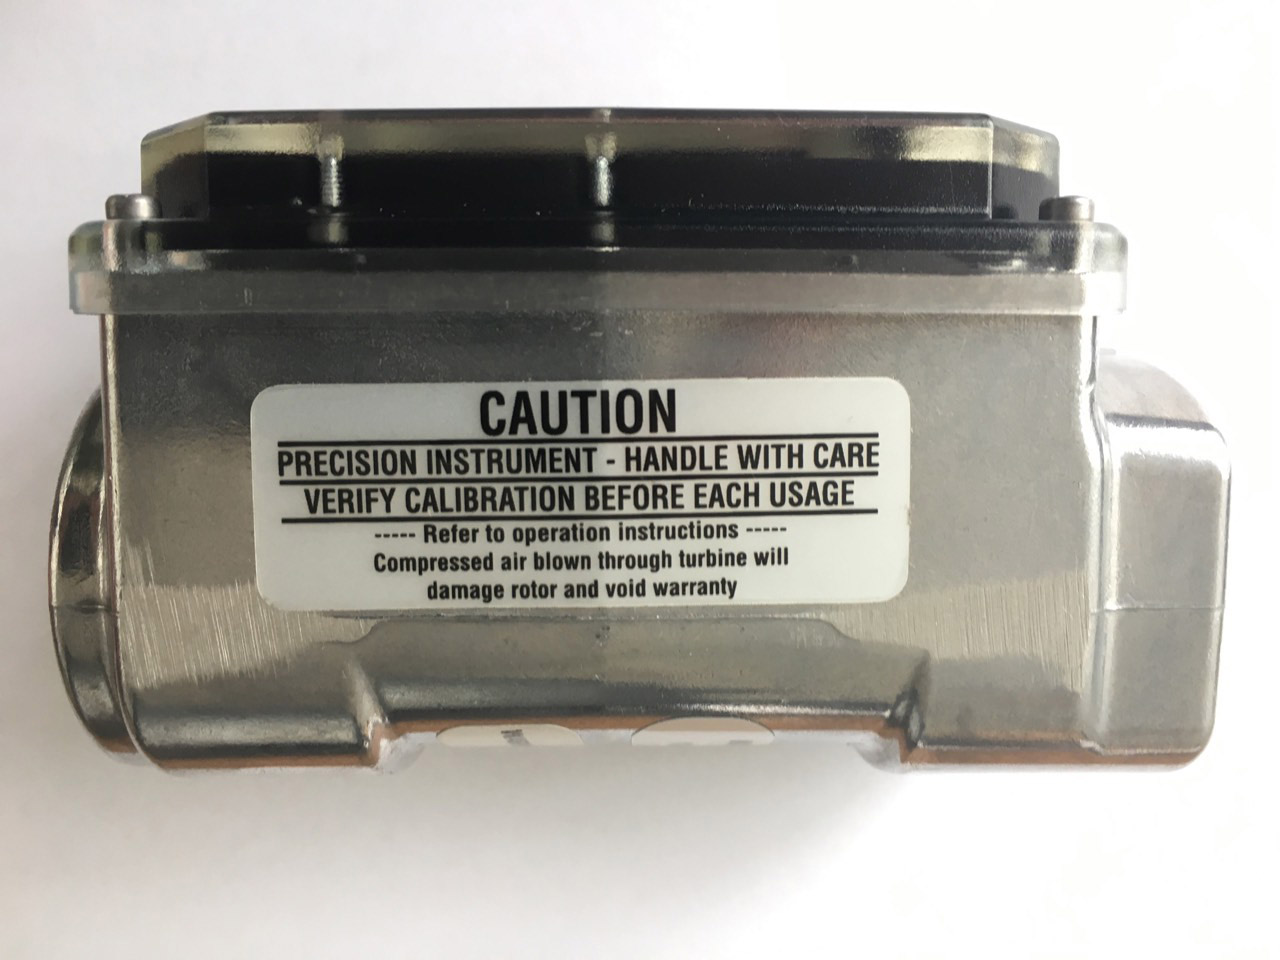 CAUTION
PRECISION INSTRUMENT - HANDLE WITH CARE
VERIFY CALIBRATION BEFORE EACH USAGE
----- Refer to operation instructions -----
Compressed air blown through turbine will
damage rotor and void warranty